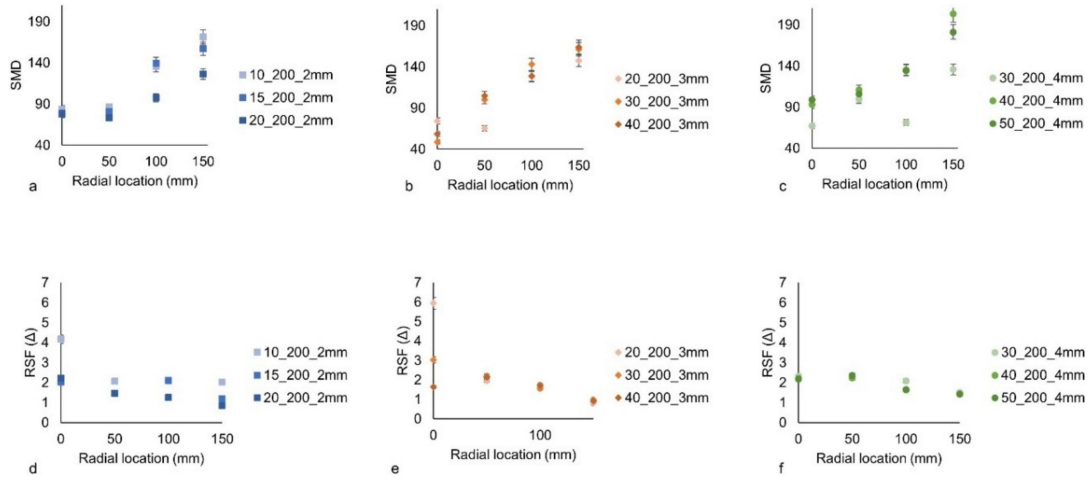 190
140
90
40
SMD
0 50 100 150
Radial location (mm)
10_200_2mm
15_200_2mm
20_200_2mm
a
190
140
90
40
SMD
0 50 100 150
Radial location (mm)
20_200_3mm
30_200_3mm
40_200_3mm
b
190
140
90
40
SMD
0 50 100 150
Radial location (mm)
30_200_4mm
40_200_4mm
50_200_4mm
c
7
6
5
4
3
2
1
0
RSF (Δ)
0 50 100 150
Radial location (mm)
10_200_2mm
15_200_2mm
20_200_2mm
d
7
6
5
4
3
2
1
0
RSF (Δ)
0 100
Radial location (mm)
20_200_3mm
30_200_3mm
40_200_3mm
e
7
6
5
4
3
2
1
0
RSF (Δ)
0 50 100 150
Radial location (mm)
30_200_4mm
40_200_4mm
50_200_4mm
f